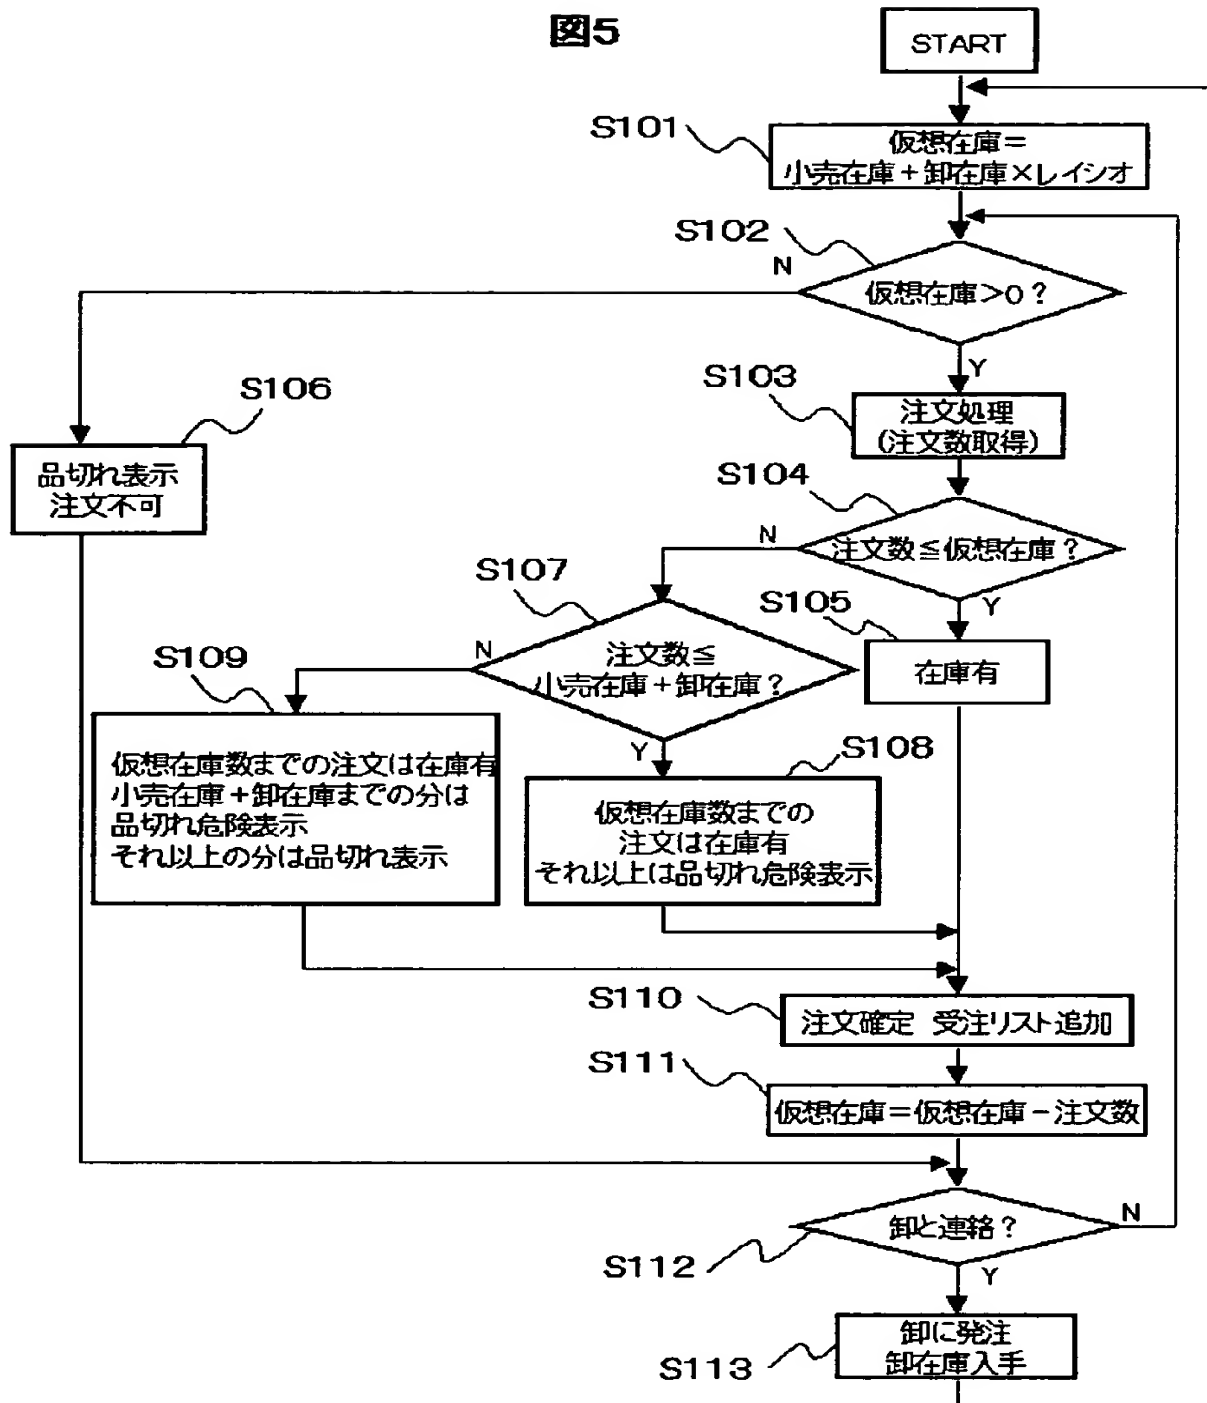 図5
START
S101
仮想在庫＝
小売在庫＋卸在庫×レイシオ
S102
N
仮想在庫＞0？
Y
S103
注文処理
（注文数取得）
S106
品切れ表示
注文不可
S104
N
注文数≦仮想在庫？
Y
S107
S105
N
注文数≦
小売在庫＋卸在庫？
在庫有
S109
Y
S108
仮想在庫数までの注文は在庫有
小売在庫＋卸在庫までの分は
品切れ危険表示
それ以上の分は品切れ表示
仮想在庫数までの
注文は在庫有
それ以上は品切れ危険表示
S110
注文確定　受注リスト追加
S111
仮想在庫＝仮想在庫－注文数
卸と連絡？
N
S112
Y
卸に発注
卸在庫入手
S113